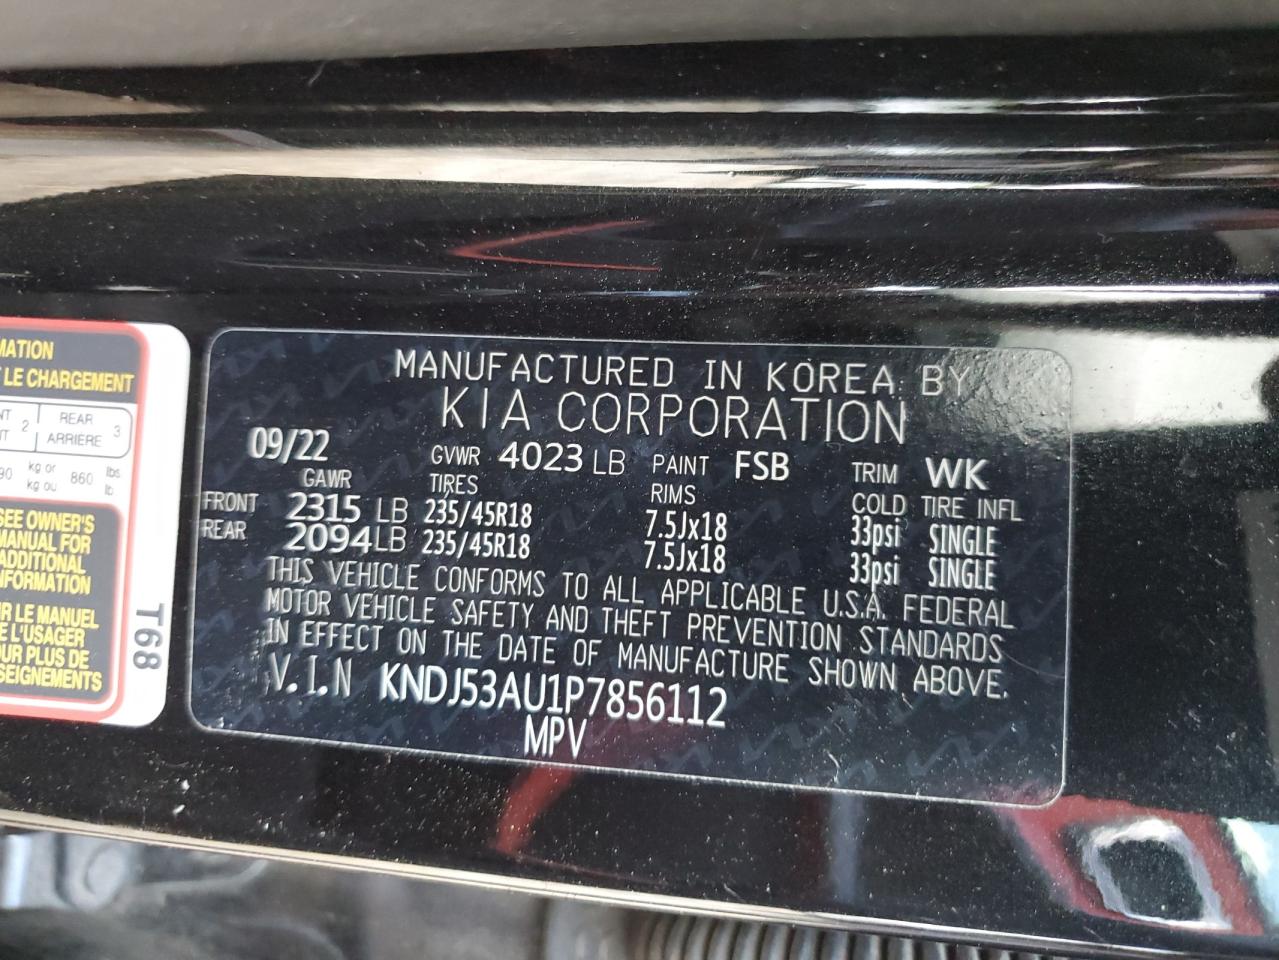 MATION
LE CHARGEMENT
2 REAR 3
ARRIÈRE
90 kg or 860 lbs
kg ou lb
SEE OWNER'S
MANUAL FOR
ADDITIONAL
INFORMATION
LE MANUEL
L'USAGER
PLUS DE
T68
MANUFACTURED IN KOREA BY
KIA CORPORATION
09/22 GVWR 4023 LB PAINT FSB TRIM WK
GAWR TIRES RIMS COLD TIRE INFL
FRONT 2315 LB 235/45R18 7.5Jx18 33psi SINGLE
REAR 2094 LB 235/45R18 7.5Jx18 33psi SINGLE
THIS VEHICLE CONFORMS TO ALL APPLICABLE U.S.A. FEDERAL
MOTOR VEHICLE SAFETY AND THEFT PREVENTION STANDARDS
IN EFFECT ON THE DATE OF MANUFACTURE SHOWN ABOVE.
V.I.N KNDJ53AU1P7856112
MPV